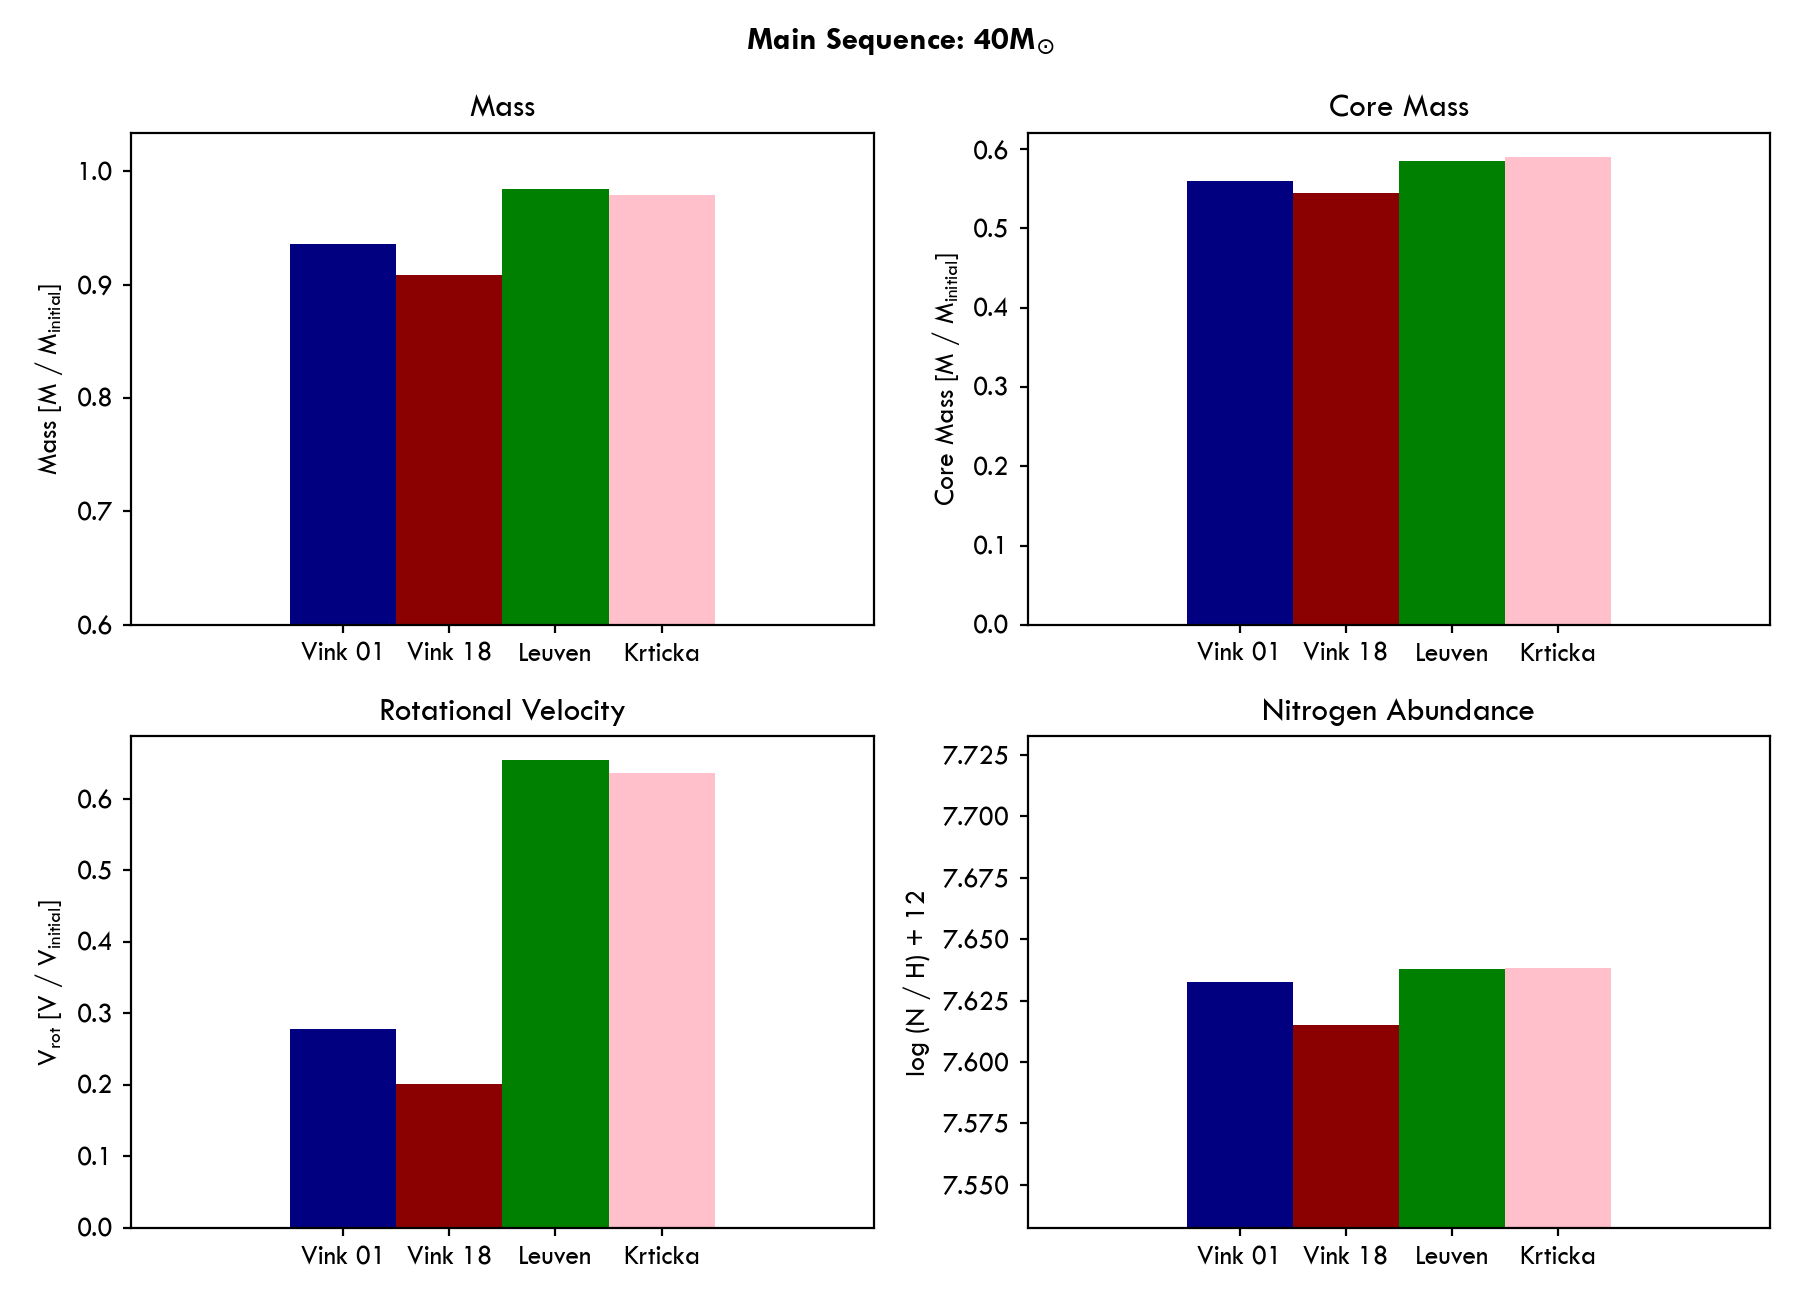 Main Sequence: 40M☉
Mass
Mass [M / Minitial]
1.0
0.9
0.8
0.7
0.6
Vink 01 Vink 18 Leuven Krticka
Core Mass
Core Mass [M / Minitial]
0.6
0.5
0.4
0.3
0.2
0.1
0.0
Vink 01 Vink 18 Leuven Krticka
Rotational Velocity
Vrot [V / Vinitial]
0.6
0.5
0.4
0.3
0.2
0.1
0.0
Vink 01 Vink 18 Leuven Krticka
Nitrogen Abundance
log (N / H) + 12
7.725
7.700
7.675
7.650
7.625
7.600
7.575
7.550
Vink 01 Vink 18 Leuven Krticka